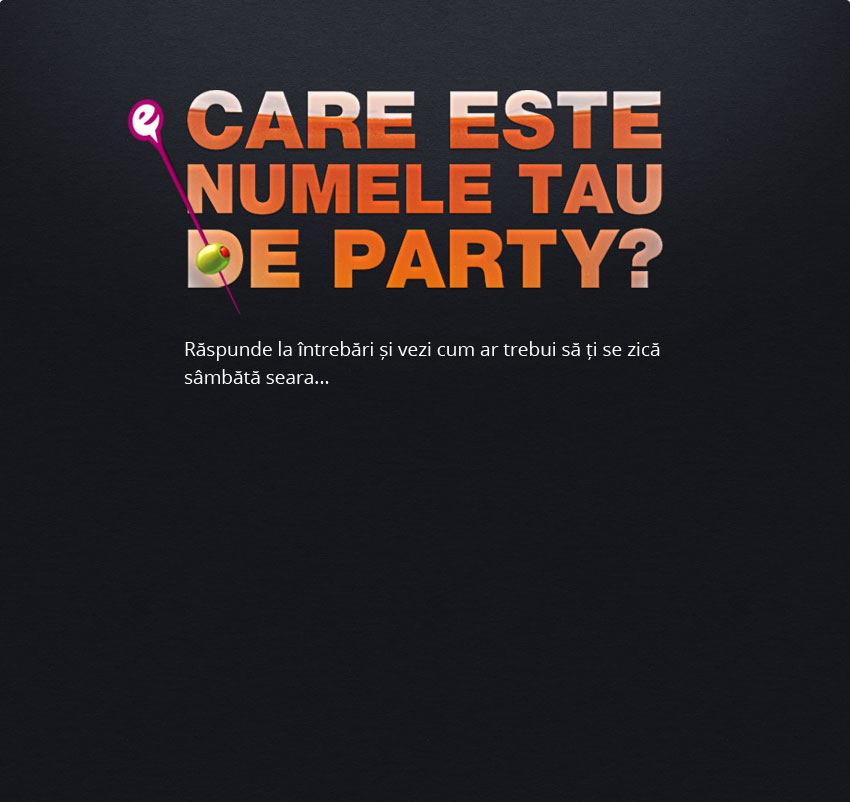 e
CARE ESTE
NUMELE TAU
DE PARTY?
Răspunde la întrebări și vezi cum ar trebui să ți se zică
sâmbătă seara...